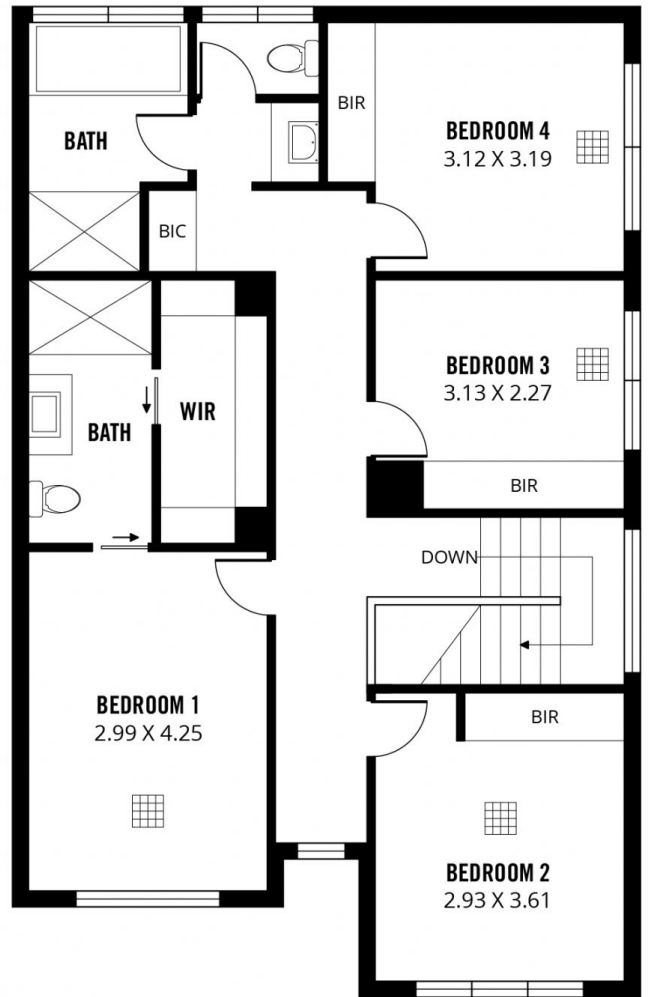 BATH
BIR
BEDROOM 4
3.12 X 3.19
BIC
BEDROOM 3
3.13 X 2.27
WIR
BATH
BIR
DOWN
BEDROOM 1
2.99 X 4.25
BIR
BEDROOM 2
2.93 X 3.61